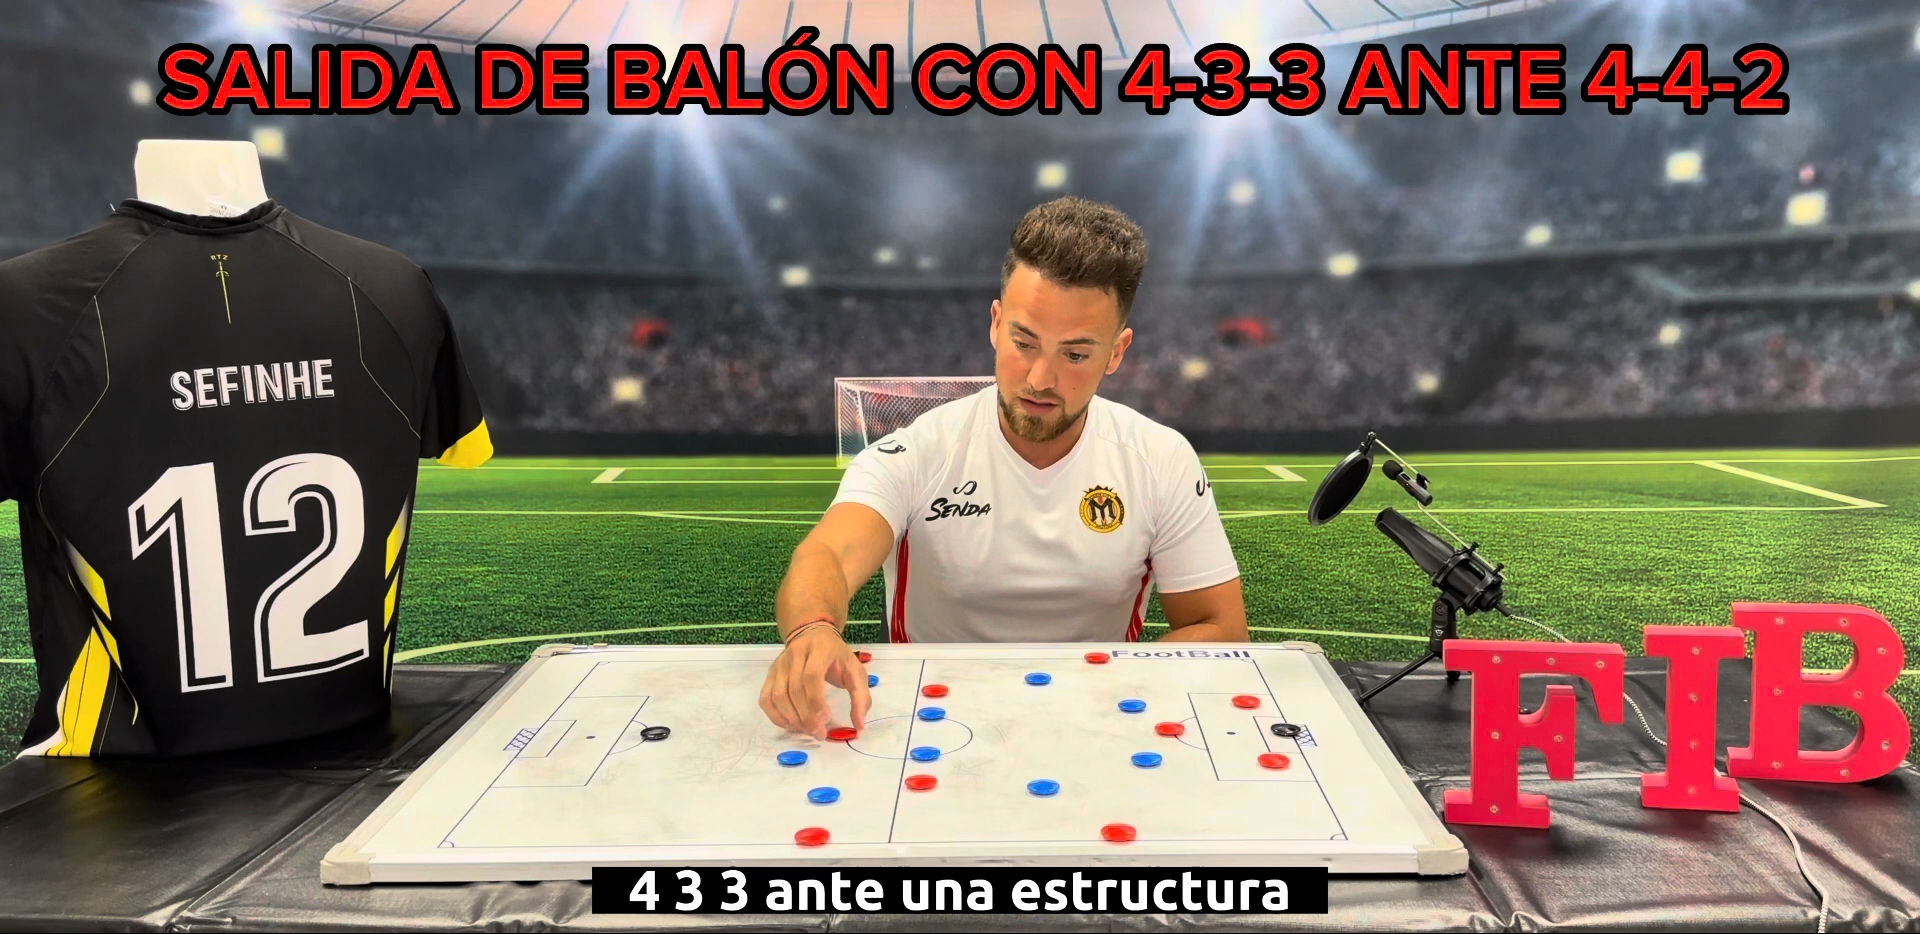 SALIDA DE BALÓN CON 4-3-3 ANTE 4-4-2
RTZ
SEFINHE
12
SENDA
M
FootBall
FIB
4 3 3 ante una estructura